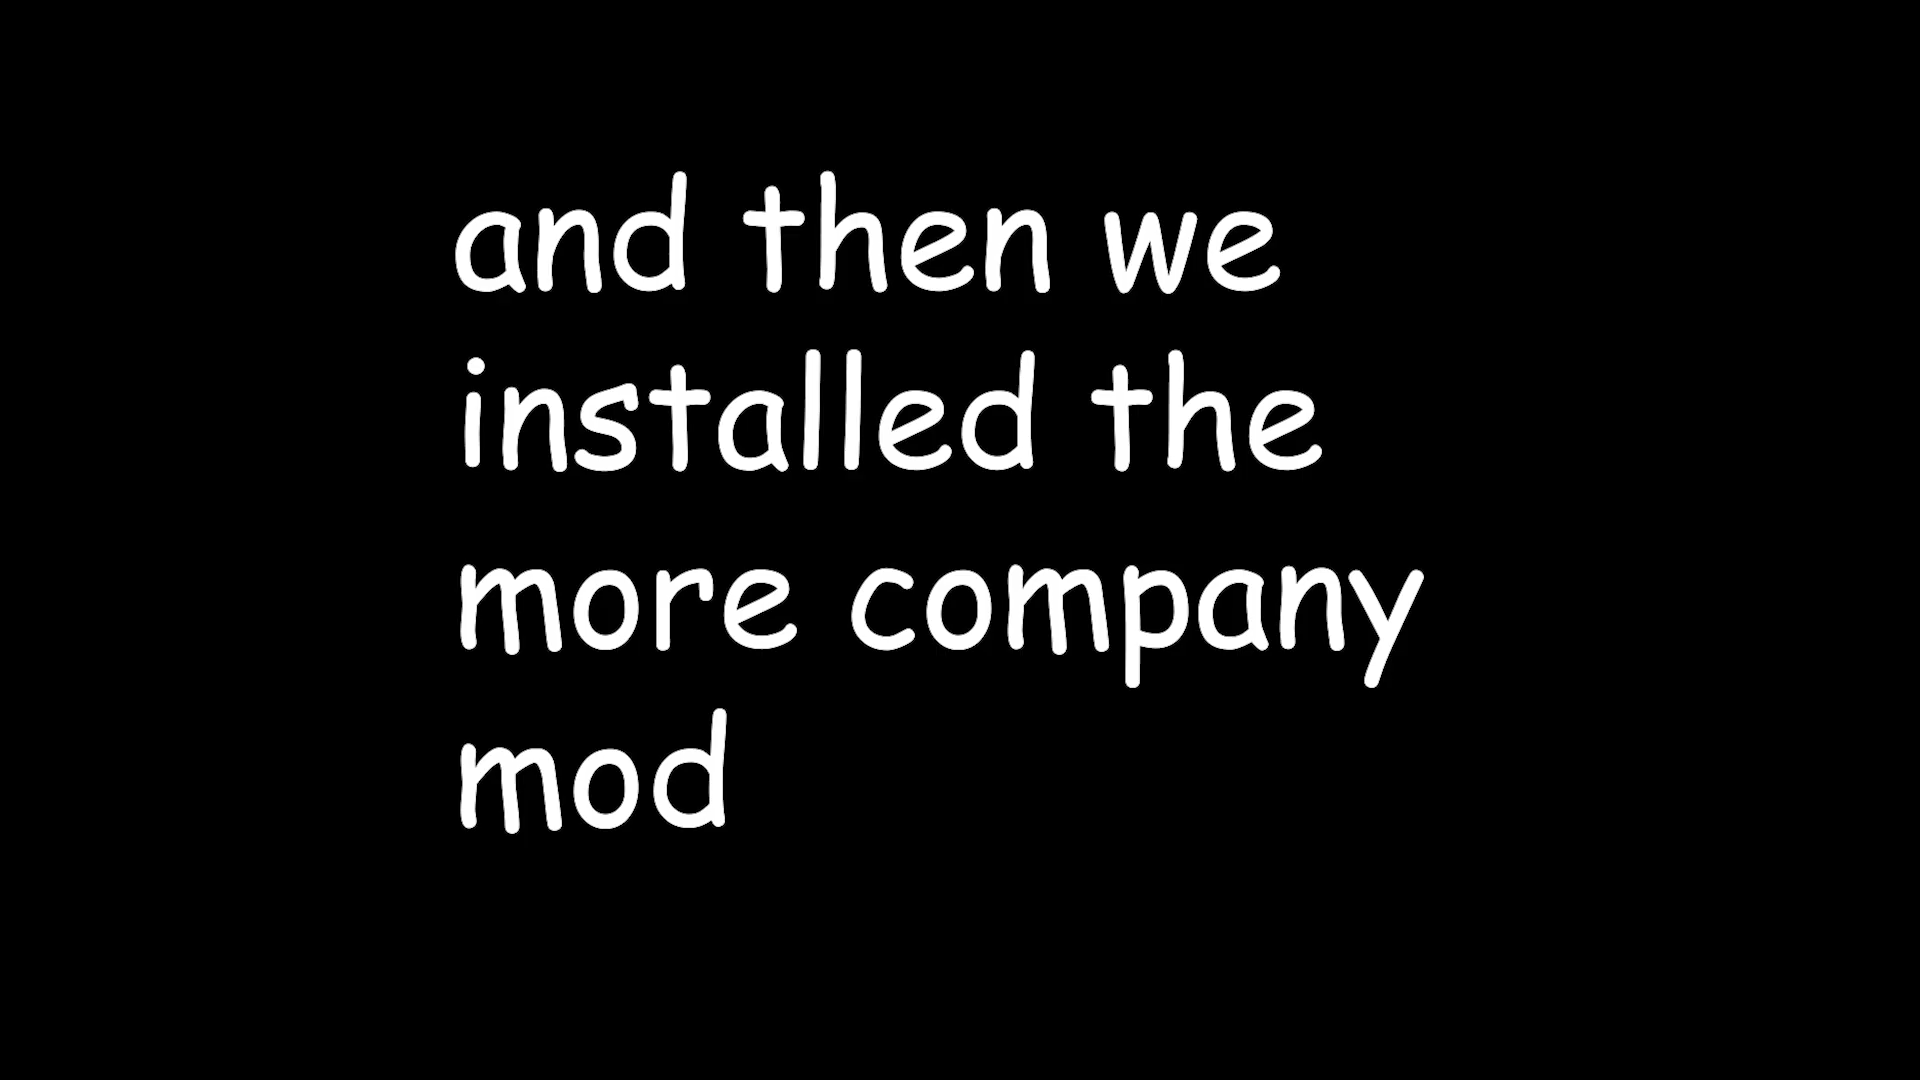 and then we
installed the
more company
mod